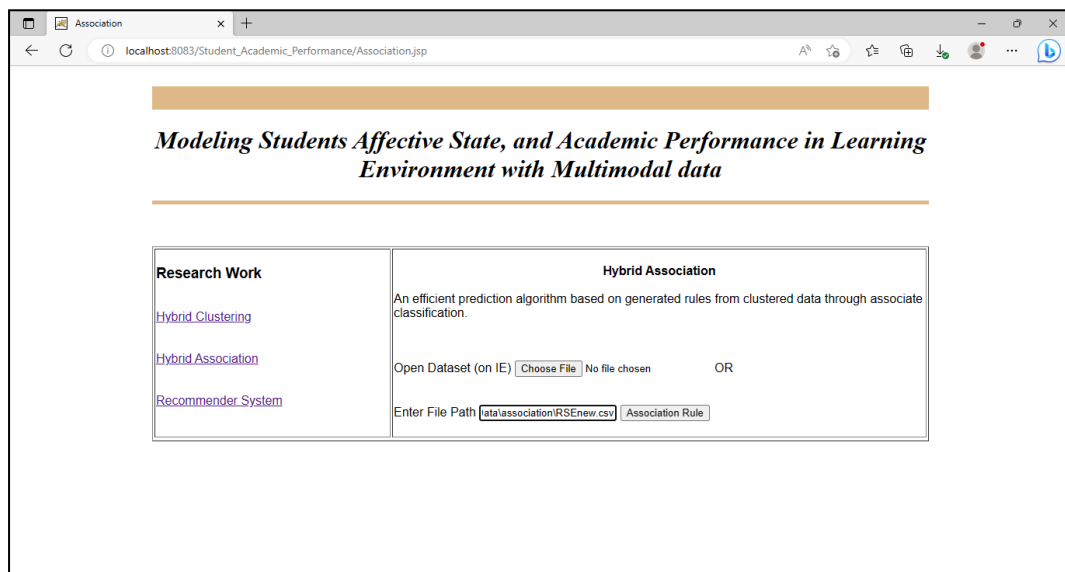 Association
localhost:8083/Student_Academic_Performance/Association.jsp
Modeling Students Affective State, and Academic Performance in Learning
Environment with Multimodal data
Research Work
Hybrid Clustering
Hybrid Association
Recommender System
Hybrid Association
An efficient prediction algorithm based on generated rules from clustered data through associate
classification.
Open Dataset (on IE) Choose File No file chosen OR
Enter File Path ata\association\RSEnew.csv Association Rule